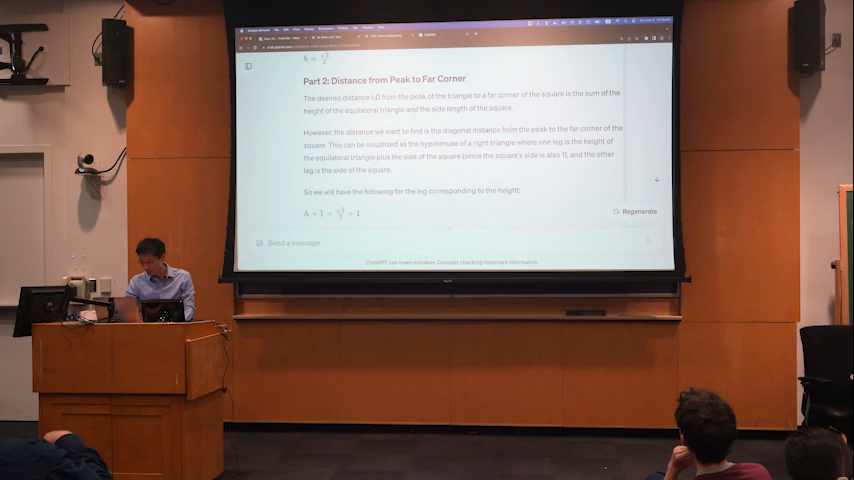 h = √3/2
Part 2: Distance from Peak to Far Corner
The desired distance from the peak of the triangle to a far corner of the square is the sum of the
height of the equilateral triangle and the side length of the square.
However, the distance we want to find is the diagonal distance from the peak to the far corner of the
square. This can be visualized as the hypotenuse of a right triangle where one leg is the height of
the equilateral triangle plus the side of the square (since the square's side is also 1), and the other
leg is the side of the square.
So we will have the following for the leg corresponding to the height:
h + 1 = √3/2 + 1
Regenerate
Send a message
ChatGPT can make mistakes. Consider checking important information.